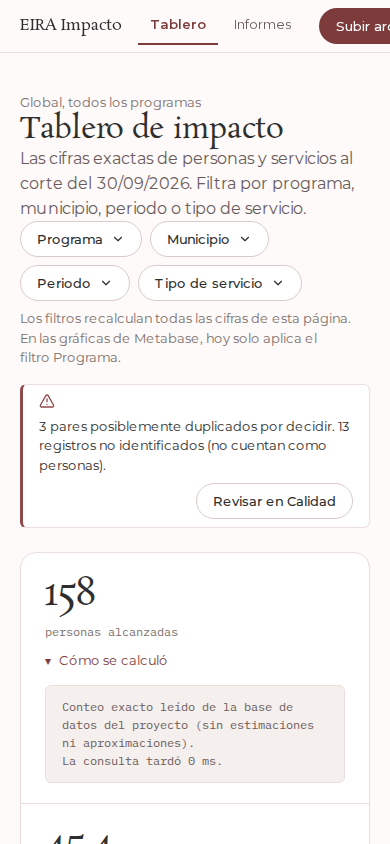 EIRA Impacto
Tablero
Informes
Subir arc
Global, todos los programas
Tablero de impacto
Las cifras exactas de personas y servicios al
corte del 30/09/2026. Filtra por programa,
municipio, periodo o tipo de servicio.
Programa
Municipio
Periodo
Tipo de servicio
Los filtros recalculan todas las cifras de esta página.
En las gráficas de Metabase, hoy solo aplica el
filtro Programa.
3 pares posiblemente duplicados por decidir. 13
registros no identificados (no cuentan como
personas).
Revisar en Calidad
158
personas alcanzadas
▾ Cómo se calculó
Conteo exacto leído de la base de
datos del proyecto (sin estimaciones
ni aproximaciones).
La consulta tardó 0 ms.